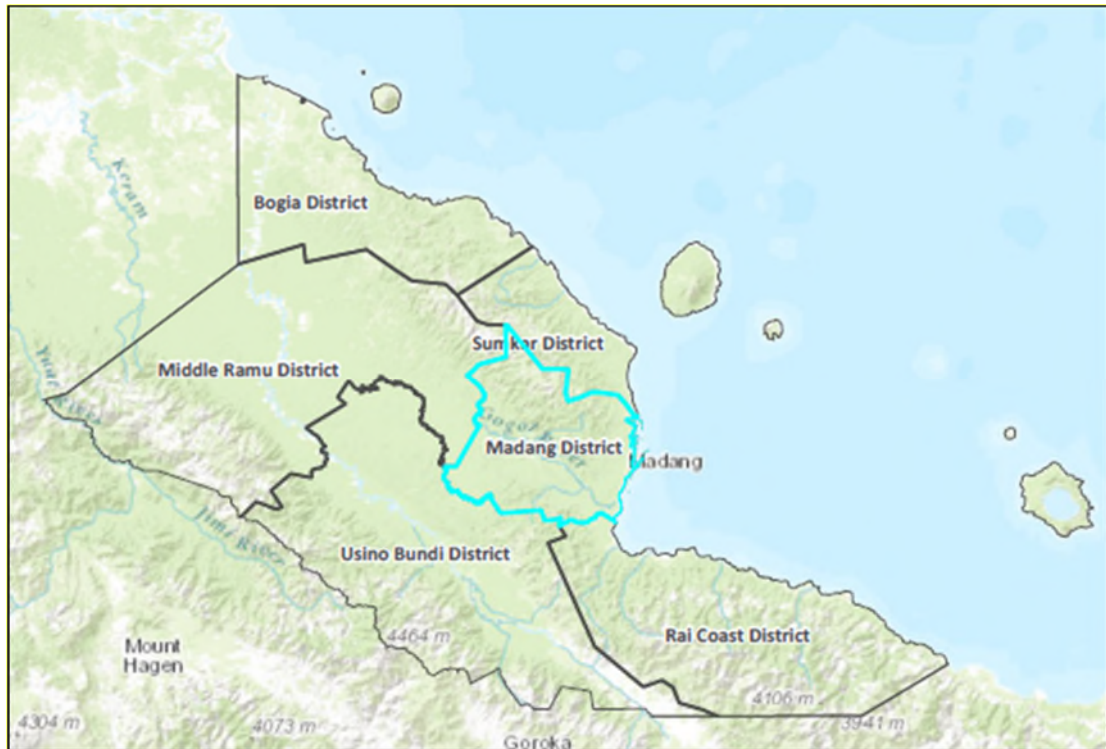 Keram
Bogia District
Sumkar District
Yuat River
Middle Ramu District
Gogol River
Madang District
Madang
Jimi River
Usino Bundi District
Rai Coast District
4464 m
Mount
Hagen
4106 m
4304 m
4073 m
3941 m
Goroka